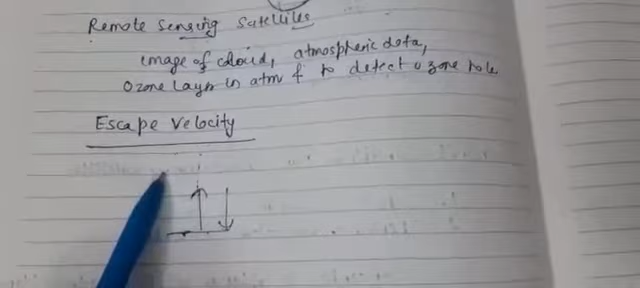 Remote Sensing Satellites
image of cloud, atmospheric data,
Ozone layer in atm & to detect ozone hole
Escape Velocity